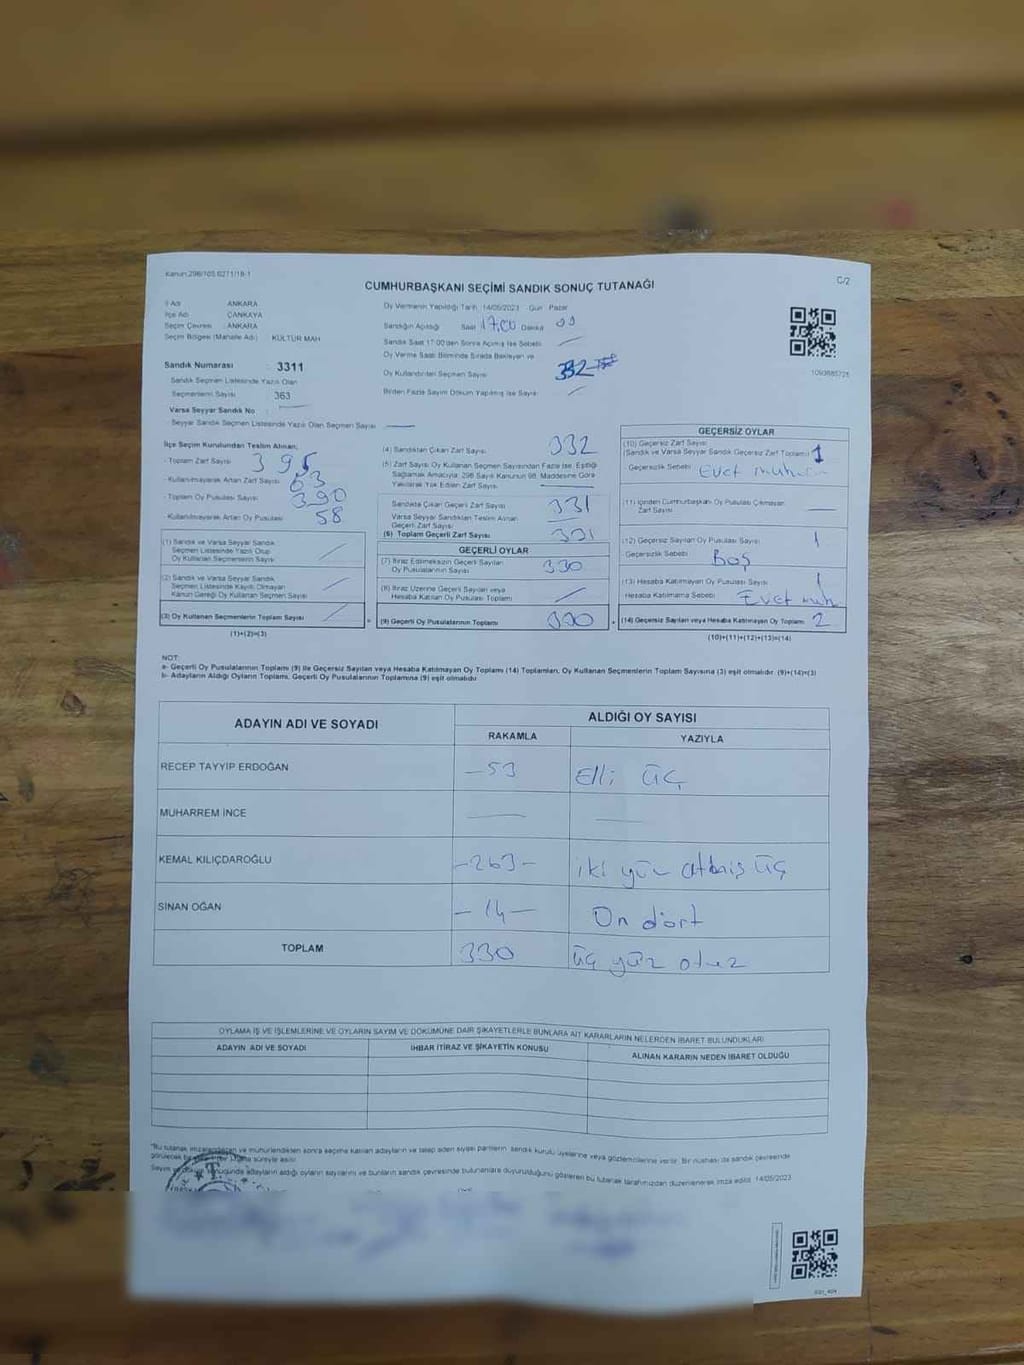 Kanun 298/105 6271/18-1
C/2
CUMHURBAŞKANI SEÇİMİ SANDIK SONUÇ TUTANAĞI
İl Adı ANKARA
İlçe Adı ÇANKAYA
Seçim Çevresi ANKARA
Seçim Bölgesi (Mahalle Adı) KÜLTÜR MAH
Sandık Numarası : 3311
Sandık Seçmen Listesinde Yazılı Olan
Seçmenlerin Sayısı 363
Varsa Seyyar Sandık No
Seyyar Sandık Seçmen Listesinde Yazılı Olan Seçmen Sayısı
Oy Vermenin Yapıldığı Tarih 14/05/2023 Gün Pazar
Sandığın Açıldığı Saat 17,00 Dakika 00
Sandık Saat 17:00'den Sonra Açılmış İse Sebebi
Oy Verme Saati Bitiminde Sırada Bekleyen ve
Oy Kullandırılan Seçmen Sayısı 332
Birden Fazla Sayım Döküm Yapılmış İse Sayısı
1093685725
İlçe Seçim Kurulundan Teslim Alınan;
- Toplam Zarf Sayısı 395
- Kullanılmayarak Artan Zarf Sayısı 63
- Toplam Oy Pusulası Sayısı 390
- Kullanılmayarak Artan Oy Pusulası 58
(1) Sandık ve Varsa Seyyar Sandık
Seçmen Listesinde Yazılı Olup
Oy Kullanan Seçmenlerin Sayısı
(2) Sandık ve Varsa Seyyar Sandık
Seçmen Listesinde Kayıtlı Olmayan
Kanun Gereği Oy Kullanan Seçmen Sayısı
(3) Oy Kullanan Seçmenlerin Toplam Sayısı
(1)+(2)=(3)
(4) Sandıktan Çıkan Zarf Sayısı 332
(5) Zarf Sayısı Oy Kullanan Seçmen Sayısından Fazla İse, Eşitliği
Sağlamak Amacıyla; 298 Sayılı Kanunun 98. Maddesine Göre
Yakılarak Yok Edilen Zarf Sayısı
Sandıkta Çıkan Geçerli Zarf Sayısı 331
Varsa Seyyar Sandıktan Teslim Alınan
Geçerli Zarf Sayısı
(6) Toplam Geçerli Zarf Sayısı 331
GEÇERLİ OYLAR
(7) İtiraz Edilmeksizin Geçerli Sayılan
Oy Pusulalarının Sayısı 330
(8) İtiraz Üzerine Geçerli Sayılan veya
Hesaba Katılan Oy Pusulaları Toplamı
(9) Geçerli Oy Pusulalarının Toplamı 330
GEÇERSİZ OYLAR
(10) Geçersiz Zarf Sayısı
(Sandık ve Varsa Seyyar Sandık Geçersiz Zarf Toplamı) 1
Geçersizlik Sebebi Evet
(11) İçinden Cumhurbaşkanı Oy Pusulası Çıkmayan
Zarf Sayısı
(12) Geçersiz Sayılan Oy Pusulası Sayısı 1
Geçersizlik Sebebi Boş
(13) Hesaba Katılmayan Oy Pusulası Sayısı 1
Hesaba Katılmama Sebebi Evet müh
(14) Geçersiz Sayılan veya Hesaba Katılmayan Oy Toplamı 2
(10)+(11)+(12)+(13)=(14)
NOT:
a- Geçerli Oy Pusulalarının Toplamı (9) ile Geçersiz Sayılan veya Hesaba Katılmayan Oy Toplamı (14) Toplamları, Oy Kullanan Seçmenlerin Toplam Sayısına (3) eşit olmalıdır. (9)+(14)=(3)
b- Adayların Aldığı Oyların Toplamı, Geçerli Oy Pusulalarının Toplamına (9) eşit olmalıdır.
ADAYIN ADI VE SOYADI
ALDIĞI OY SAYISI
RAKAMLA YAZIYLA
RECEP TAYYİP ERDOĞAN -53 Elli üç
MUHARREM İNCE
KEMAL KILIÇDAROĞLU -263- iki yüz atmış üç
SİNAN OĞAN -14- On dört
TOPLAM 330 üç yüz otuz
OYLAMA İŞ VE İŞLEMLERİNE VE OYLARIN SAYIM VE DÖKÜMÜNE DAİR ŞİKAYETLERLE BUNLARA AİT KARARLARIN NELERDEN İBARET BULUNDUKLARI
ADAYIN ADI VE SOYADI İHBAR İTİRAZ VE ŞİKAYETİN KONUSU ALINAN KARARIN NEDEN İBARET OLDUĞU
"Bu tutanak imzalandıktan ve mühürlendikten sonra seçime katılan adayların ve talep eden siyasi partilerin sandık kurulu üyelerine veya gözlemcilerine verilir. Bir nüshası da sandık çevresinde
görülecek bir süreyle asılır.
adayların aldığı oyların sayılarını ve bunların sandık çevresinde bulunanlara duyurulduğunu gösteren bu tutanak tarafımızdan düzenlenerek imza edildi. 14/05/2023